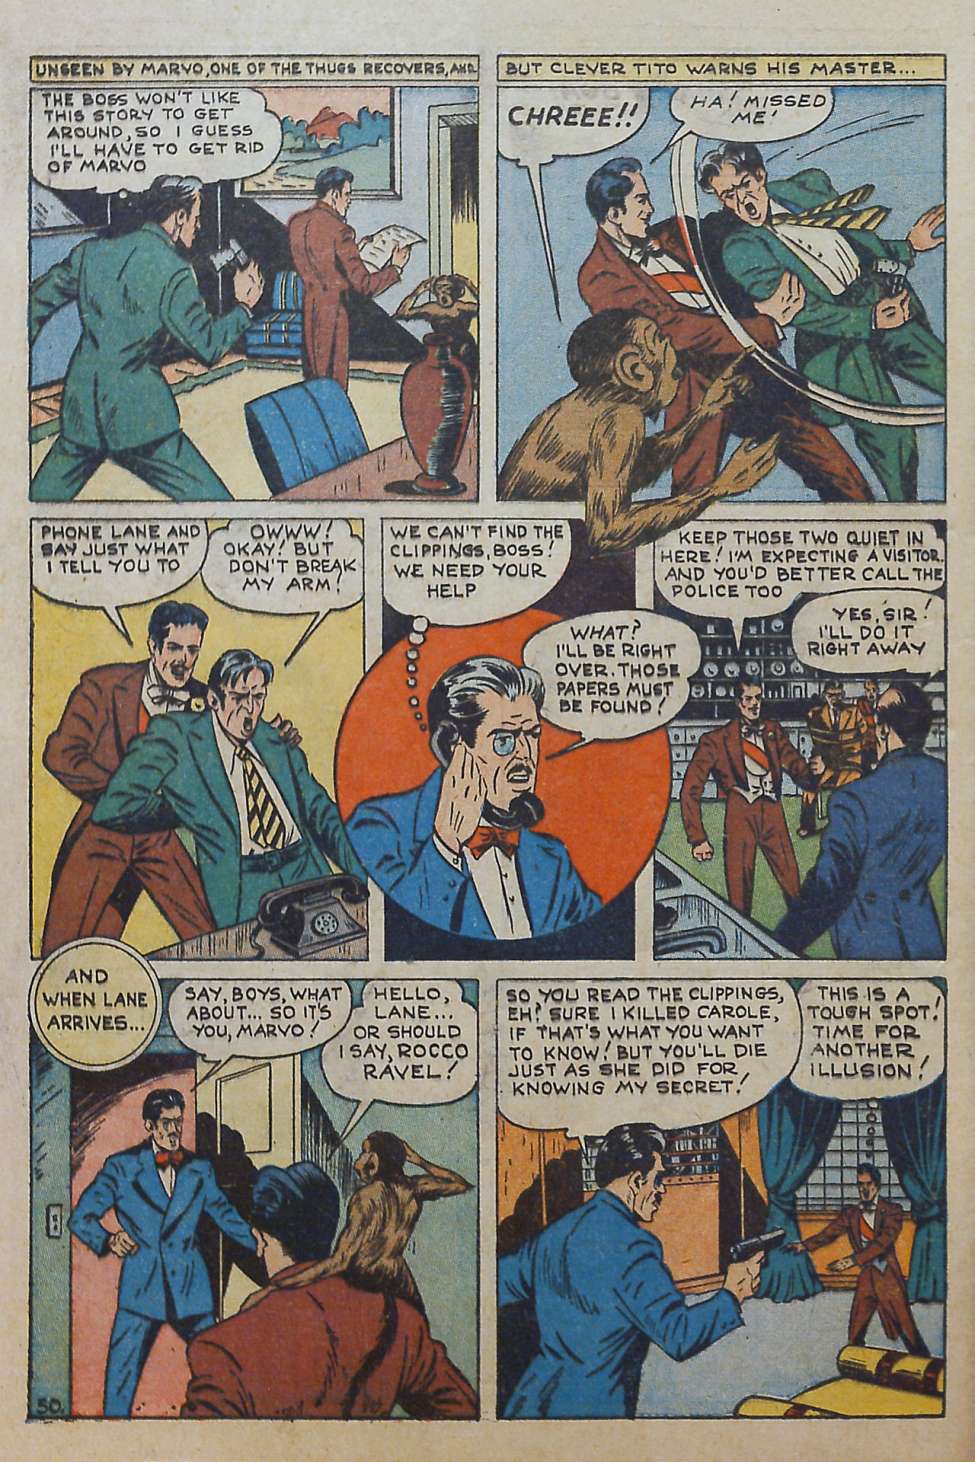 UNSEEN BY MARVO, ONE OF THE THUGS RECOVERS, AND
THE BOSS WON'T LIKE
THIS STORY TO GET
AROUND, SO I GUESS
I'LL HAVE TO GET RID
OF MARVO
BUT CLEVER TITO WARNS HIS MASTER...
CHREEE!!
HA! MISSED
ME!
PHONE LANE AND
SAY JUST WHAT
I TELL YOU TO
OWWW!
OKAY! BUT
DON'T BREAK
MY ARM!
WE CAN'T FIND THE
CLIPPINGS, BOSS!
WE NEED YOUR
HELP
WHAT?
I'LL BE RIGHT
OVER. THOSE
PAPERS MUST
BE FOUND!
KEEP THOSE TWO QUIET IN
HERE! I'M EXPECTING A VISITOR.
AND YOU'D BETTER CALL THE
POLICE TOO
YES, SIR!
I'LL DO IT
RIGHT AWAY
AND
WHEN LANE
ARRIVES...
SAY, BOYS, WHAT
ABOUT... SO IT'S
YOU, MARVO!
HELLO,
LANE...
OR SHOULD
I SAY, ROCCO
RAVEL!
50.
SO YOU READ THE CLIPPINGS,
EH? SURE I KILLED CAROLE,
IF THAT'S WHAT YOU WANT
TO KNOW! BUT YOU'LL DIE
JUST AS SHE DID FOR
KNOWING MY SECRET!
THIS IS A
TOUGH SPOT!
TIME FOR
ANOTHER
ILLUSION!